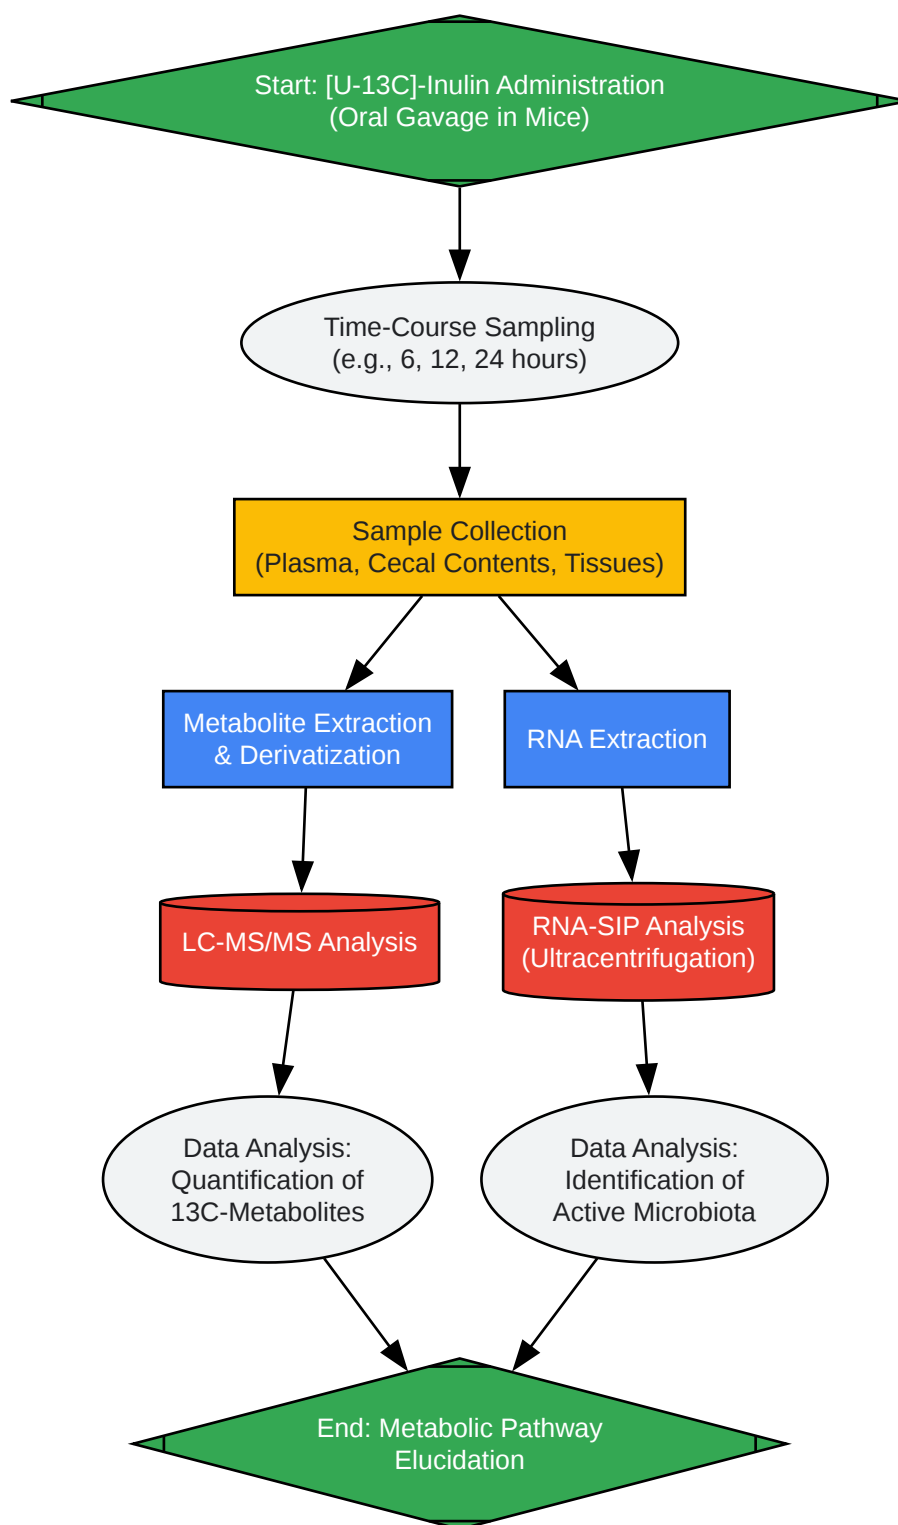 Start: [U-13C]-Inulin Administration
(Oral Gavage in Mice)
Time-Course Sampling
(e.g., 6, 12, 24 hours)
Sample Collection
(Plasma, Cecal Contents, Tissues)
Metabolite Extraction
& Derivatization
RNA Extraction
LC-MS/MS Analysis
RNA-SIP Analysis
(Ultracentrifugation)
Data Analysis:
Quantification of
13C-Metabolites
Data Analysis:
Identification of
Active Microbiota
End: Metabolic Pathway
Elucidation